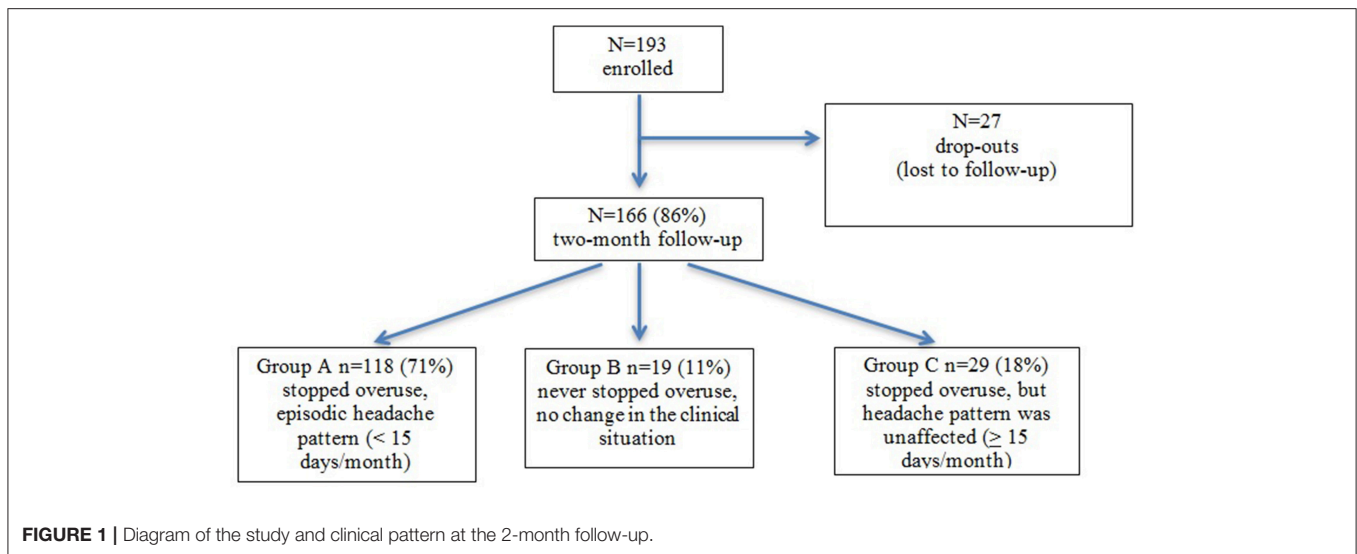 N=193
enrolled
N=27
drop-outs
(lost to follow-up)
N=166 (86%)
two-month follow-up
Group A n=118 (71%)
stopped overuse,
episodic headache
pattern (< 15
days/month)
Group B n=19 (11%)
never stopped overuse,
no change in the clinical
situation
Group C n=29 (18%)
stopped overuse, but
headache pattern was
unaffected (≥ 15
days/month)
FIGURE 1 | Diagram of the study and clinical pattern at the 2-month follow-up.